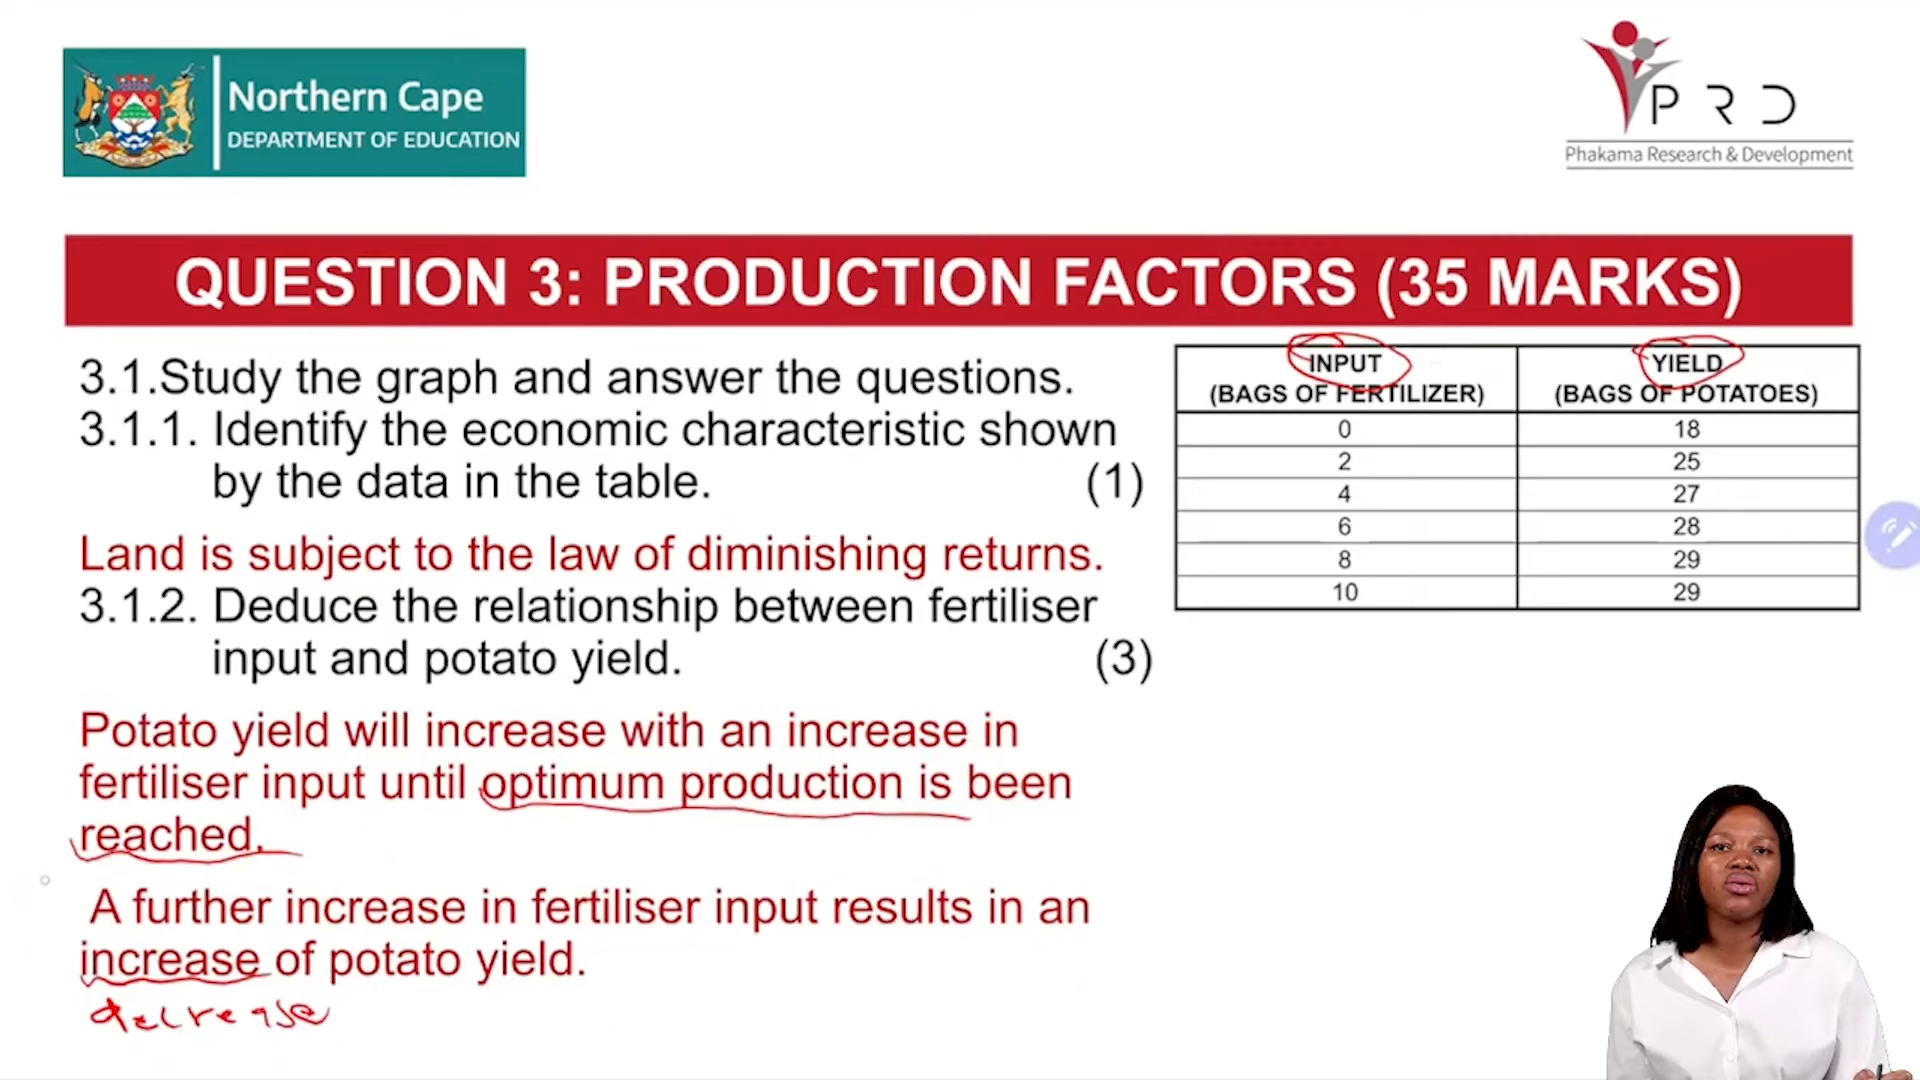 Northern Cape
DEPARTMENT OF EDUCATION
P R D
Phakama Research & Development
QUESTION 3: PRODUCTION FACTORS (35 MARKS)
3.1.Study the graph and answer the questions.
3.1.1. Identify the economic characteristic shown
by the data in the table. (1)
Land is subject to the law of diminishing returns.
3.1.2. Deduce the relationship between fertiliser
input and potato yield. (3)
Potato yield will increase with an increase in
fertiliser input until optimum production is been
reached.
A further increase in fertiliser input results in an
increase of potato yield.
decrease
INPUT YIELD
(BAGS OF FERTILIZER) (BAGS OF POTATOES)
0 18
2 25
4 27
6 28
8 29
10 29